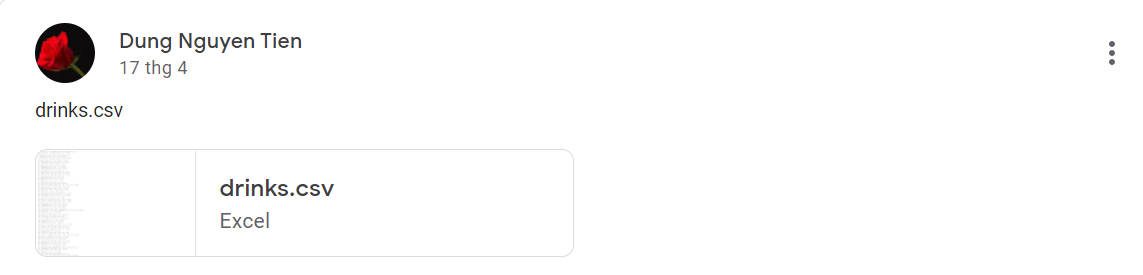 Dung Nguyen Tien
17 thg 4
drinks.csv
drinks.csv
Excel